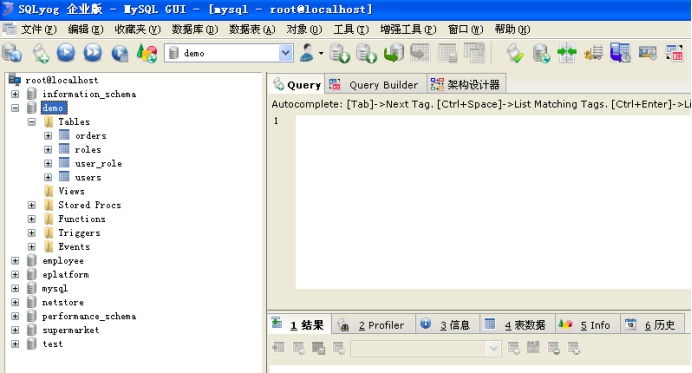 SQLyog 企业版 - MySQL GUI - [mysql - root@localhost]
文件(F) 编辑(E) 收藏夹(V) 数据库(D) 数据表(A) 对象(O) 工具(T) 增强工具(P) 窗口(W) 帮助(H)
demo
root@localhost
information_schema
demo
Tables
orders
roles
user_role
users
Views
Stored Procs
Functions
Triggers
Events
employee
eplatform
mysql
netstore
performance_schema
supermarket
test
Query Query Builder 架构设计器
Autocomplete: [Tab]->Next Tag. [Ctrl+Space]->List Matching Tags. [Ctrl+Enter]->Li
1
1 结果 2 Profiler 3 信息 4 表数据 5 Info 6 历史